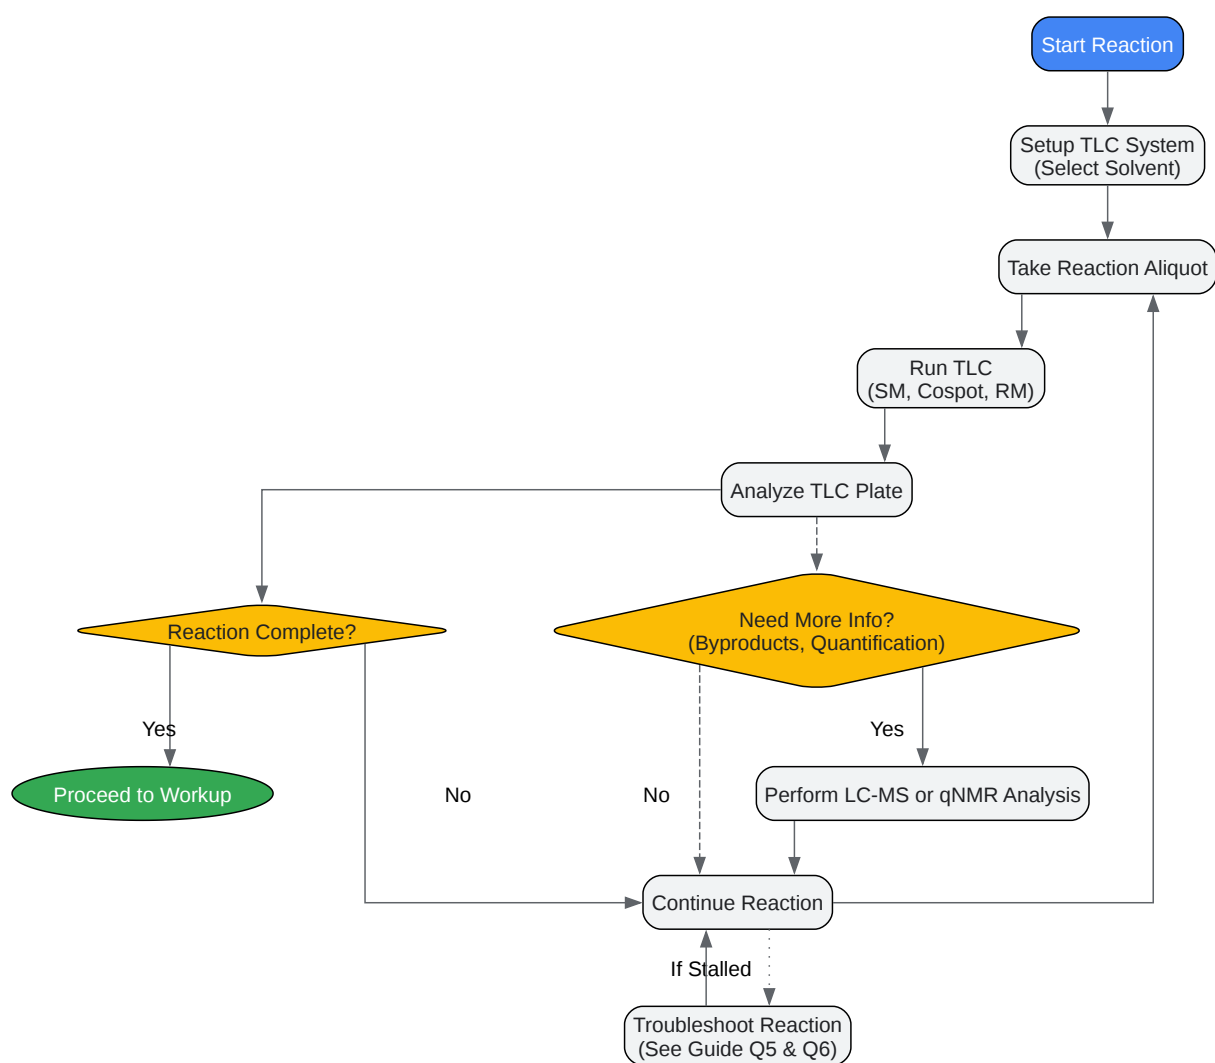 Start Reaction
Setup TLC System
(Select Solvent)
Take Reaction Aliquot
Run TLC
(SM, Cospot, RM)
Analyze TLC Plate
Reaction Complete?
Need More Info?
(Byproducts, Quantification)
Yes
Yes
Proceed to Workup
No
No
Perform LC-MS or qNMR Analysis
Continue Reaction
If Stalled
Troubleshoot Reaction
(See Guide Q5 & Q6)